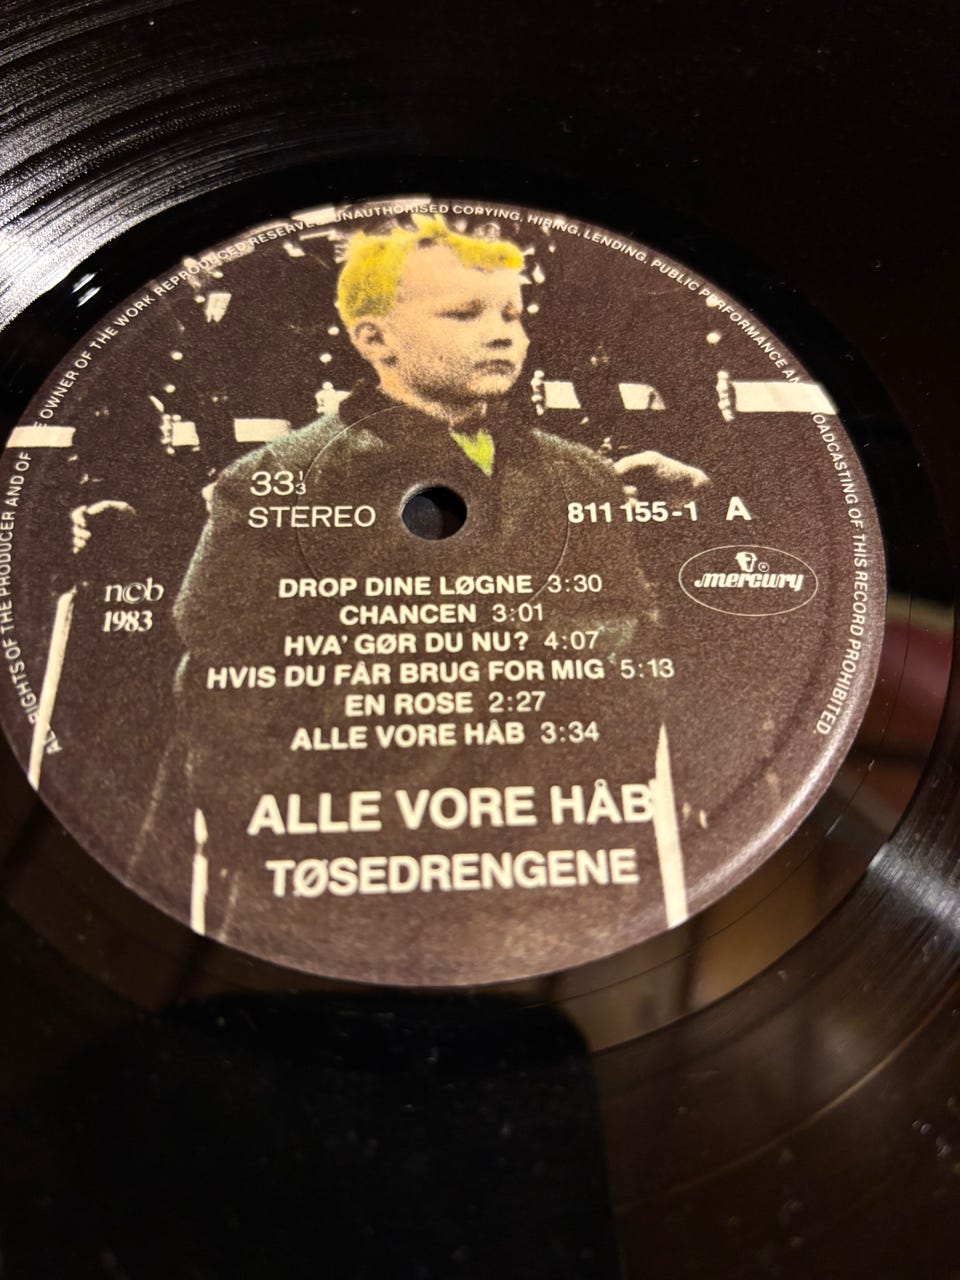 ALL RIGHTS OF THE PRODUCER AND OF THE OWNER OF THE WORK REPRODUCED RESERVED. UNAUTHORISED COPYING, HIRING, LENDING, PUBLIC PERFORMANCE AND BROADCASTING OF THIS RECORD PROHIBITED.
33⅓
STEREO
811 155-1 A
mercury
ncb
1983
DROP DINE LØGNE 3:30
CHANCEN 3:01
HVA' GØR DU NU? 4:07
HVIS DU FÅR BRUG FOR MIG 5:13
EN ROSE 2:27
ALLE VORE HÅB 3:34
ALLE VORE HÅB
TØSEDRENGENE